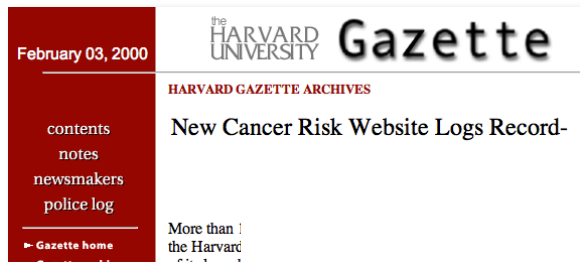 February 03, 2000
the
HARVARD
UNIVERSITY
Gazette
HARVARD GAZETTE ARCHIVES
New Cancer Risk Website Logs Record-
contents
notes
newsmakers
police log
Gazette home
More than
the Harvard